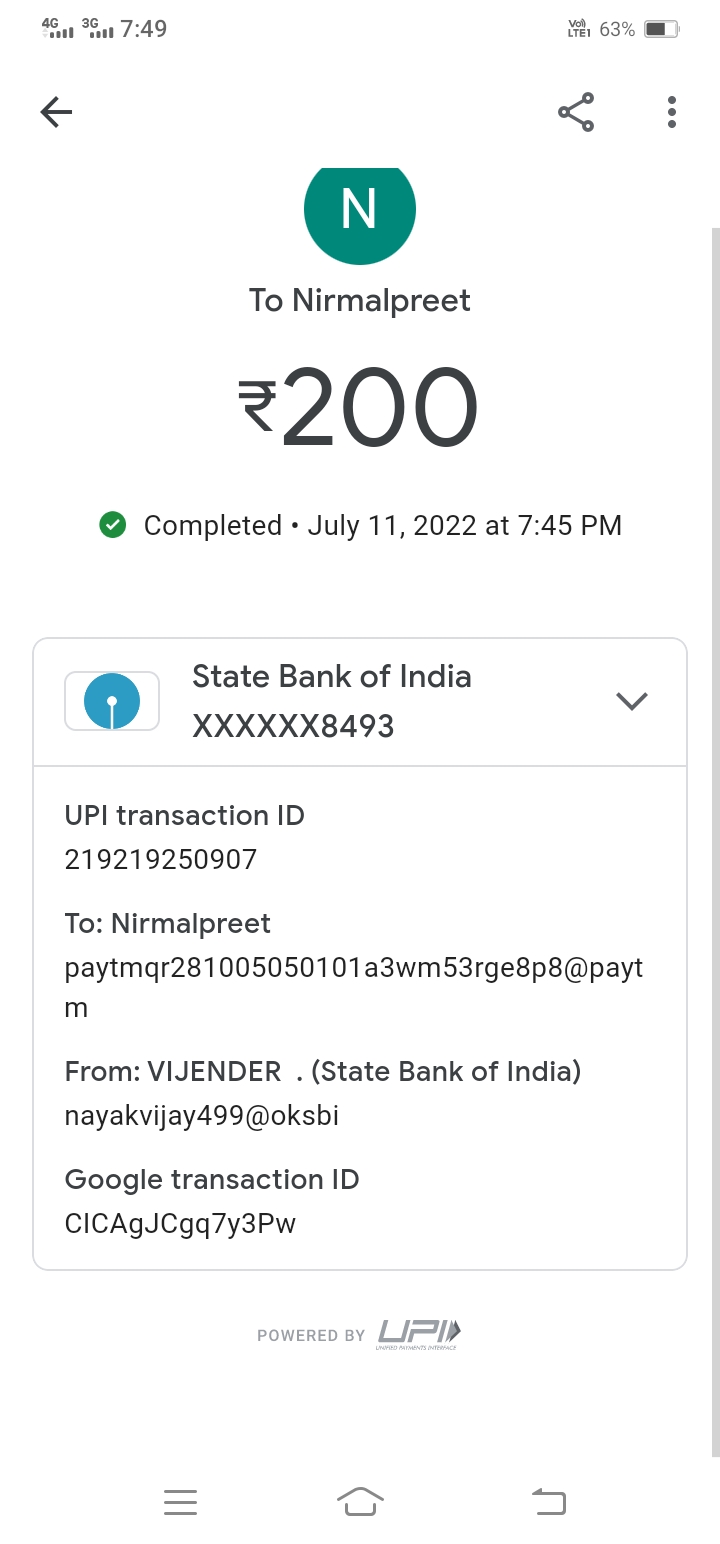 4G 3G 7:49 Vo) LTE1 63%
N
To Nirmalpreet
₹200
Completed • July 11, 2022 at 7:45 PM
State Bank of India
XXXXXX8493
UPI transaction ID
219219250907
To: Nirmalpreet
paytmqr281005050101a3wm53rge8p8@payt
m
From: VIJENDER . (State Bank of India)
nayakvijay499@oksbi
Google transaction ID
CICAgJCgq7y3Pw
POWERED BY UPI
UNIFIED PAYMENTS INTERFACE